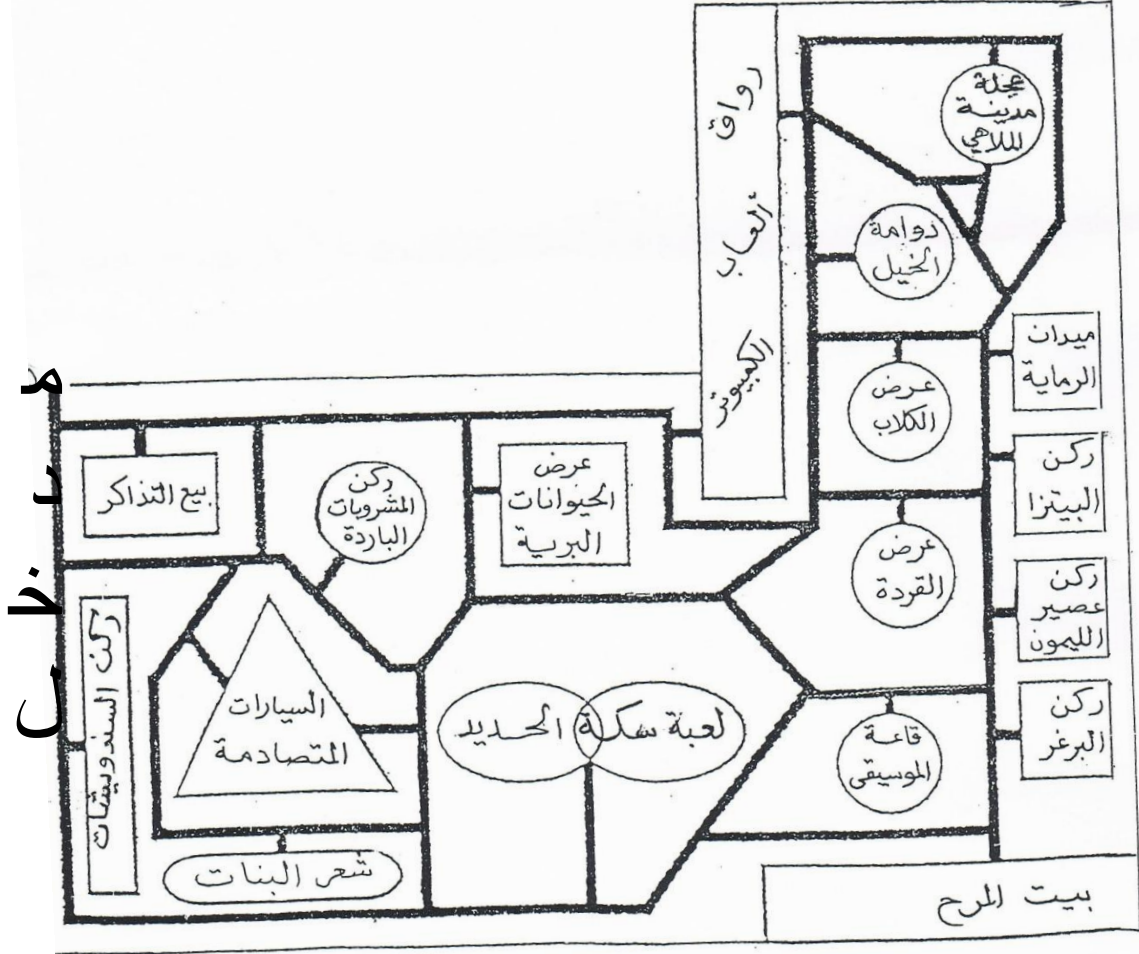 عجلة
مدينة
الملاهي
رواق
ألعاب
الكمبيوتر
دوامة
الخيل
ميدان
الرماية
عرض
الكلاب
ركن
البيتزا
عرض
القردة
ركن
عصير
الليمون
ركن
البرغر
قاعة
الموسيقى
بيت المرح
بيع التذاكر
ركن
المشروبات
الباردة
عرض
الحيوانات
البرية
ركن السندويشات
السيارات
المتصادمة
لعبة سكة الحديد
شعر البنات